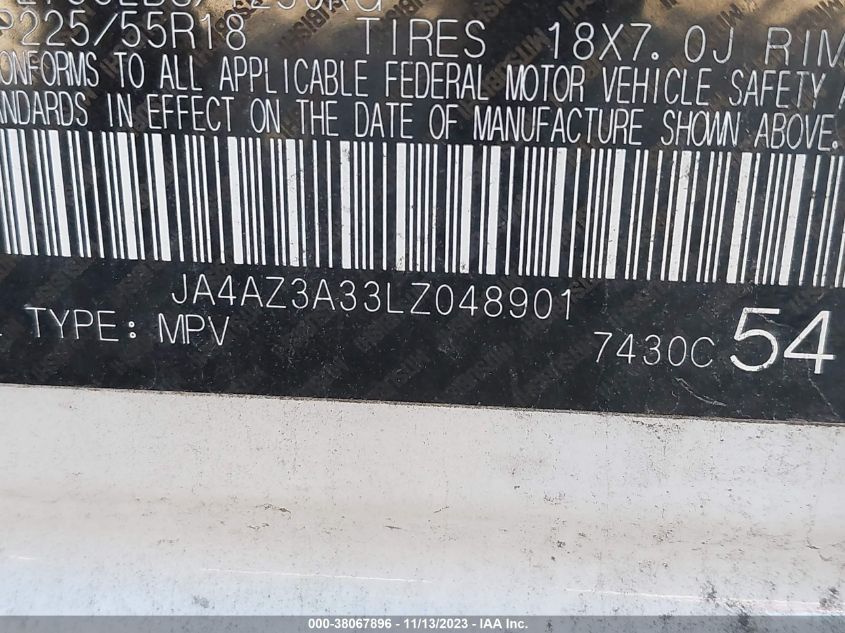 P225/55R18 TIRES 18X7.0J RIM
CONFORMS TO ALL APPLICABLE FEDERAL MOTOR VEHICLE SAFETY
STANDARDS IN EFFECT ON THE DATE OF MANUFACTURE SHOWN ABOVE.
JA4AZ3A33LZ048901
TYPE: MPV 7430C 54
000-38067896 - 11/13/2023 - © IAA, Inc.